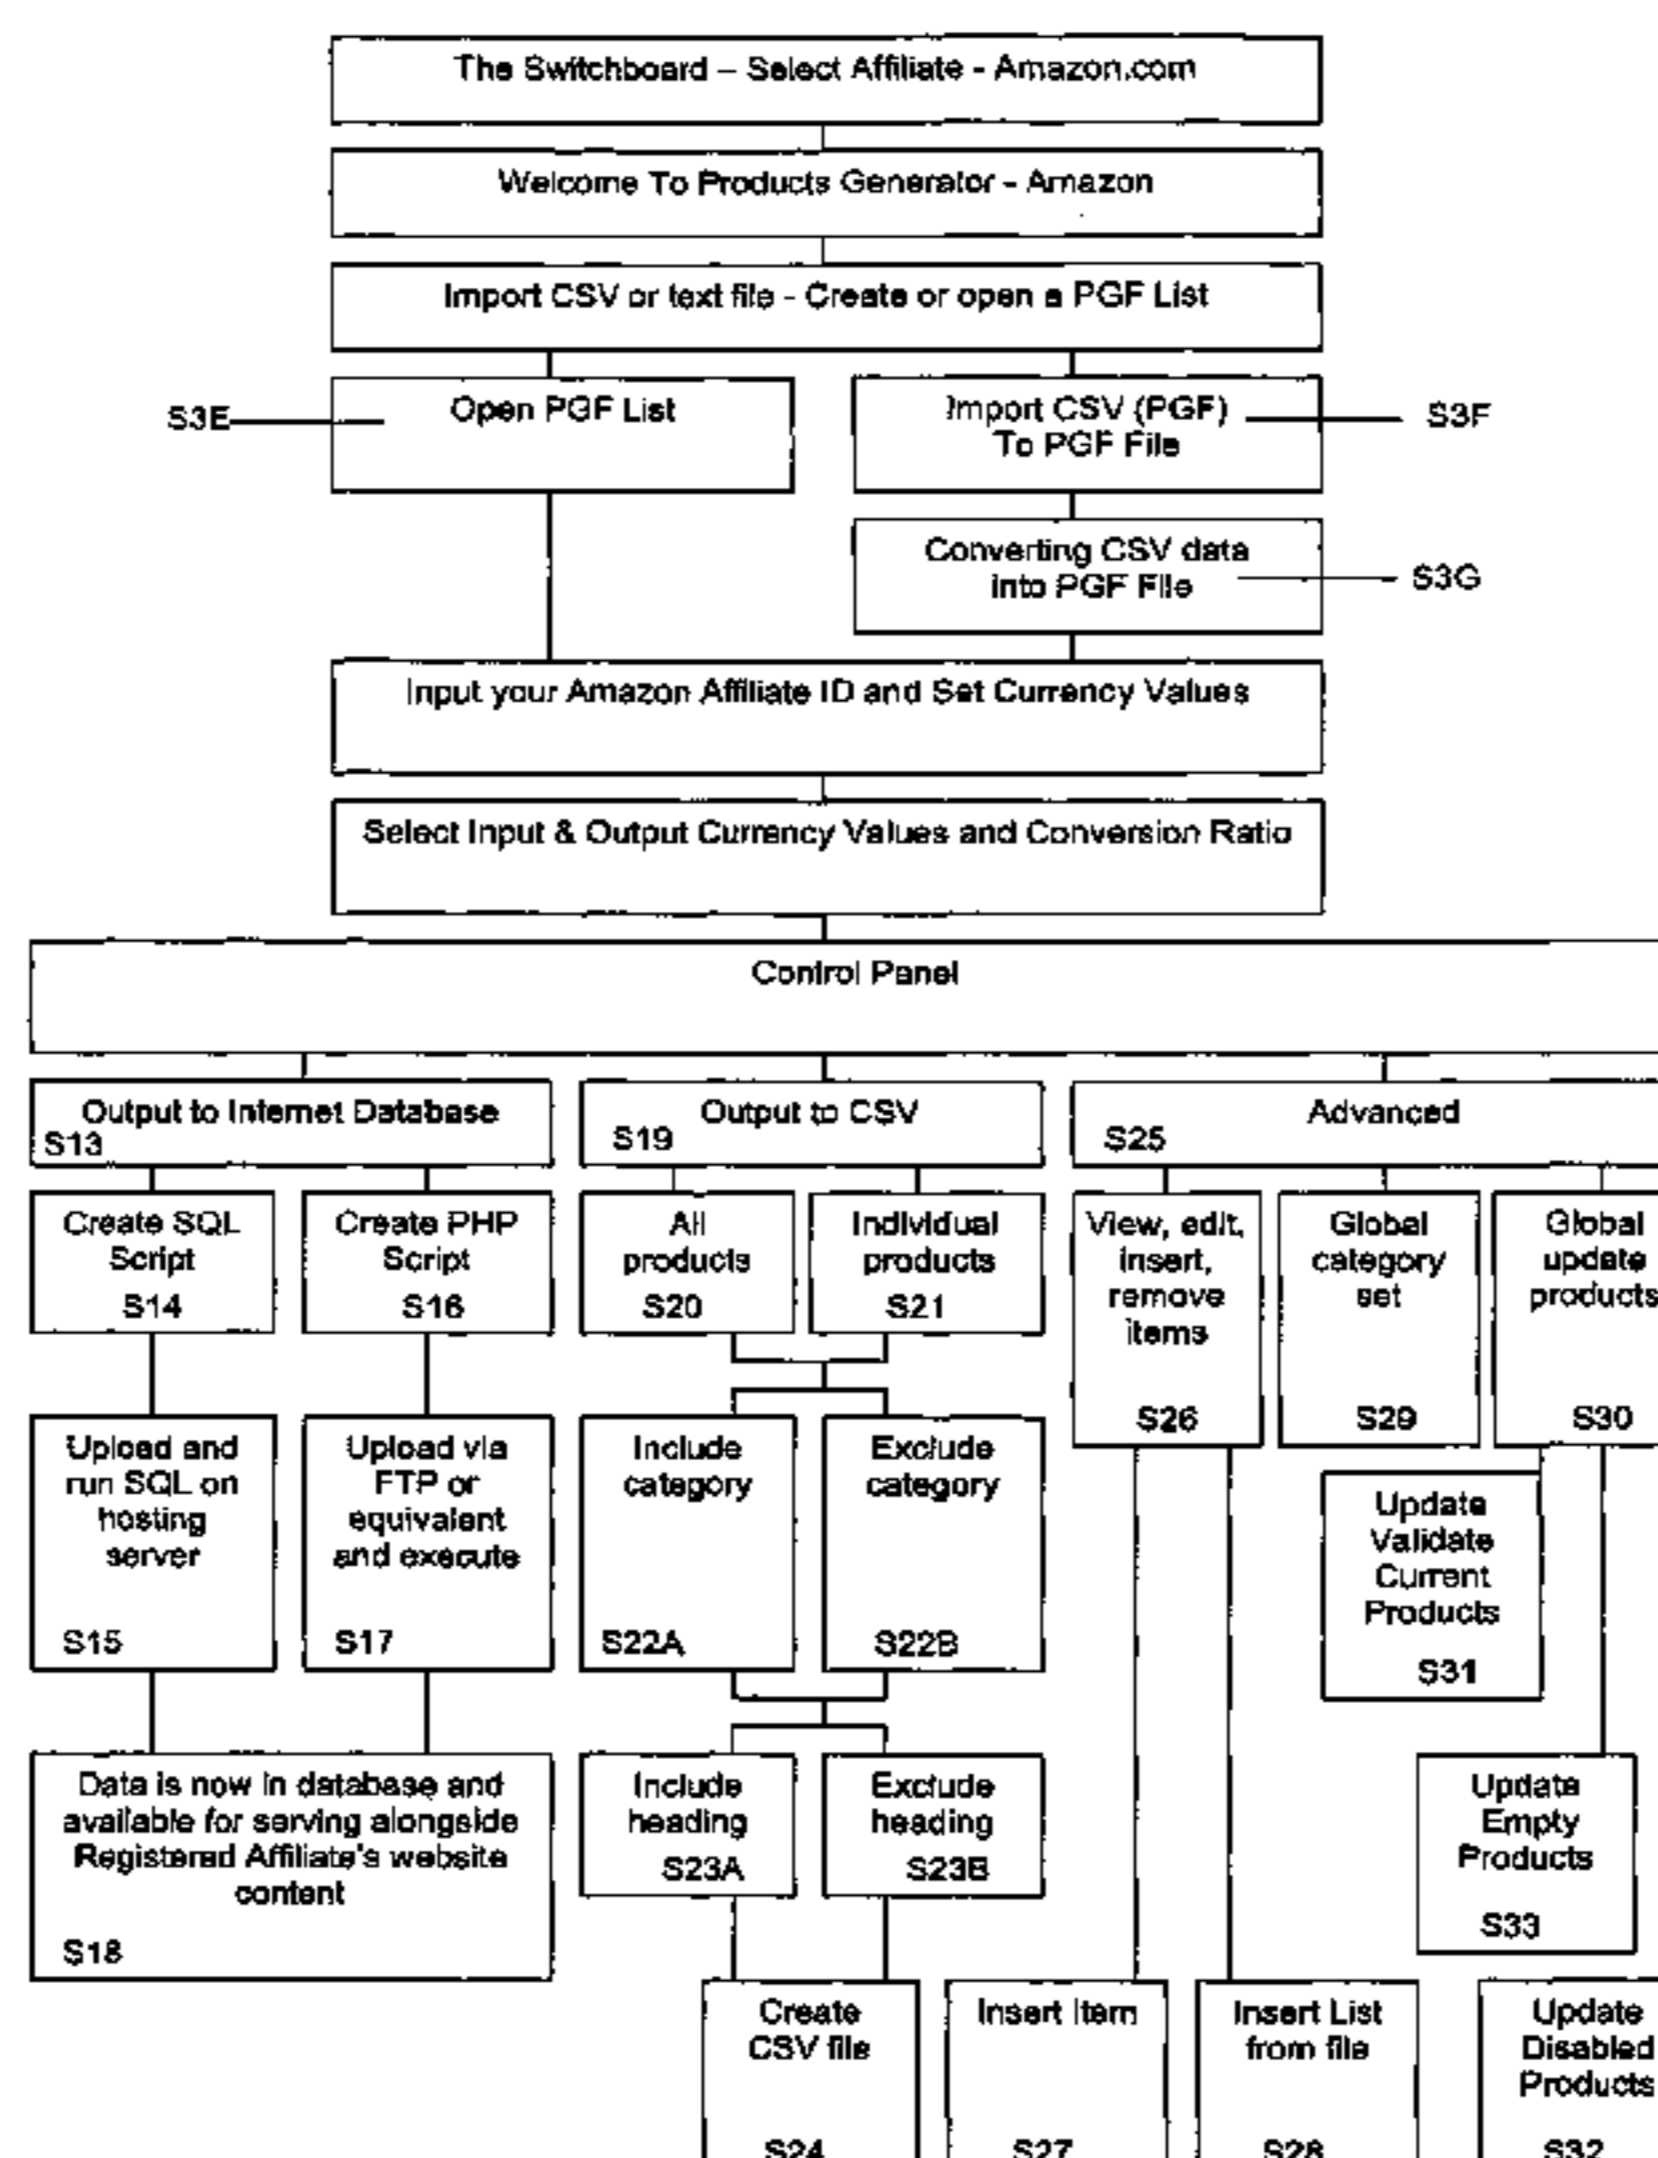 The Switchboard – Select Affiliate - Amazon.com
Welcome To Products Generator - Amazon
Import CSV or text file - Create or open a PGF List
S3E
Open PGF List
Import CSV (PGF)
To PGF File
S3F
Converting CSV data
into PGF File
S3G
Input your Amazon Affiliate ID and Set Currency Values
Select Input & Output Currency Values and Conversion Ratio
Control Panel
Output to Internet Database
S13
Output to CSV
S19
Advanced
S25
Create SQL
Script
S14
Create PHP
Script
S16
All
products
S20
Individual
products
S21
View, edit,
insert,
remove
items
S26
Global
category
set
S29
Global
update
products
S30
Upload and
run SQL on
hosting
server
S15
Upload via
FTP or
equivalent
and execute
S17
Include
category
S22A
Exclude
category
S22B
Update
Validate
Current
Products
S31
Data is now in database and
available for serving alongside
Registered Affiliate's website
content
S18
Include
heading
S23A
Exclude
heading
S23B
Update
Empty
Products
S33
Create
CSV file
S24
Insert Item
S27
Insert List
from file
S28
Update
Disabled
Products
S32